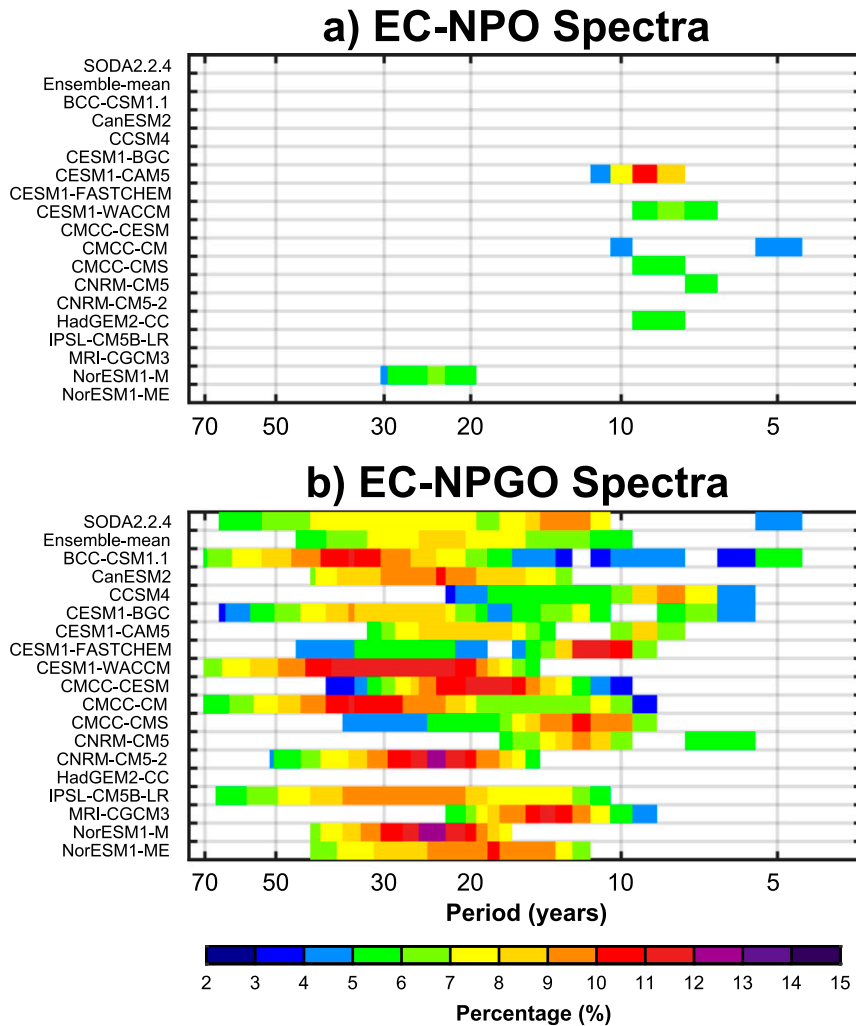 a) EC-NPO Spectra
SODA2.2.4
Ensemble-mean
BCC-CSM1.1
CanESM2
CCSM4
CESM1-BGC
CESM1-CAM5
CESM1-FASTCHEM
CESM1-WACCM
CMCC-CESM
CMCC-CM
CMCC-CMS
CNRM-CM5
CNRM-CM5-2
HadGEM2-CC
IPSL-CM5B-LR
MRI-CGCM3
NorESM1-M
NorESM1-ME
70 50 30 20 10 5
b) EC-NPGO Spectra
SODA2.2.4
Ensemble-mean
BCC-CSM1.1
CanESM2
CCSM4
CESM1-BGC
CESM1-CAM5
CESM1-FASTCHEM
CESM1-WACCM
CMCC-CESM
CMCC-CM
CMCC-CMS
CNRM-CM5
CNRM-CM5-2
HadGEM2-CC
IPSL-CM5B-LR
MRI-CGCM3
NorESM1-M
NorESM1-ME
70 50 30 20 10 5
Period (years)
2 3 4 5 6 7 8 9 10 11 12 13 14 15
Percentage (%)